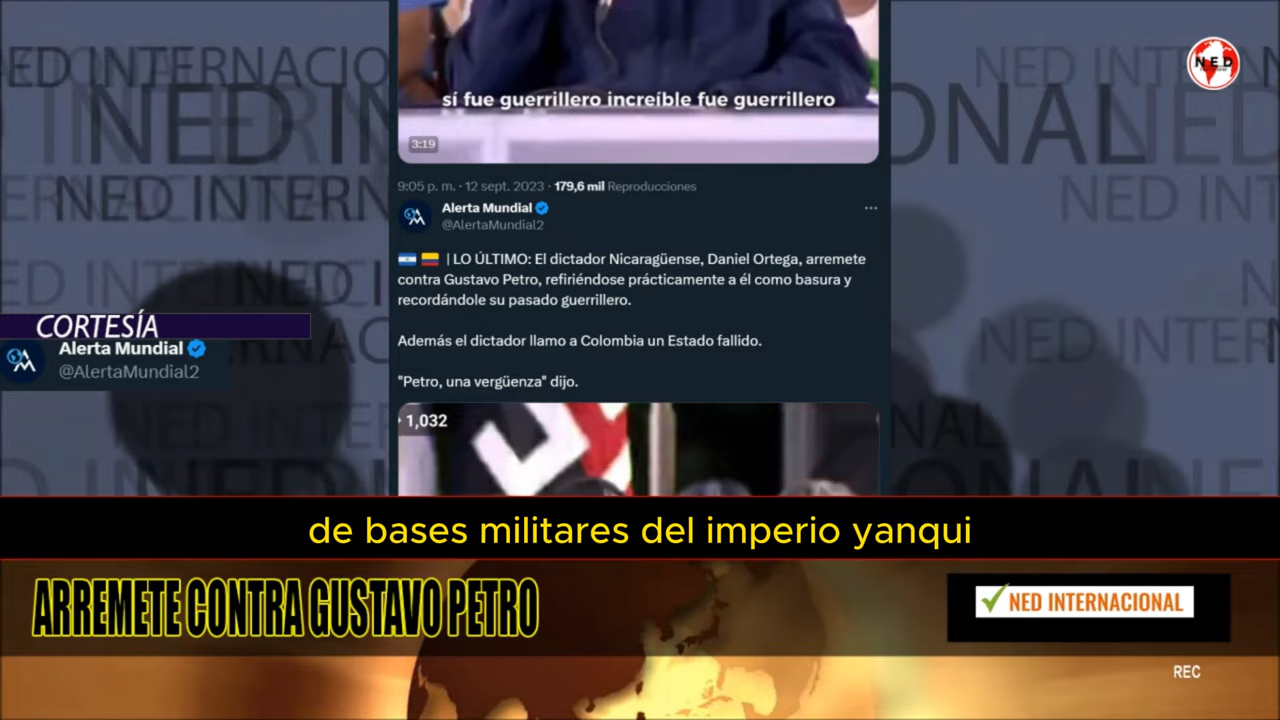 NED
sí fue guerrillero increíble fue guerrillero
3:19
9:05 p. m. · 12 sept. 2023 · 179,6 mil Reproducciones
Alerta Mundial
@AlertaMundial2
| LO ÚLTIMO: El dictador Nicaragüense, Daniel Ortega, arremete
contra Gustavo Petro, refiriéndose prácticamente a él como basura y
recordándole su pasado guerrillero.
Además el dictador llamo a Colombia un Estado fallido.
"Petro, una vergüenza" dijo.
1,032
CORTESÍA
Alerta Mundial
@AlertaMundial2
de bases militares del imperio yanqui
ARREMETE CONTRA GUSTAVO PETRO
NED INTERNACIONAL
REC